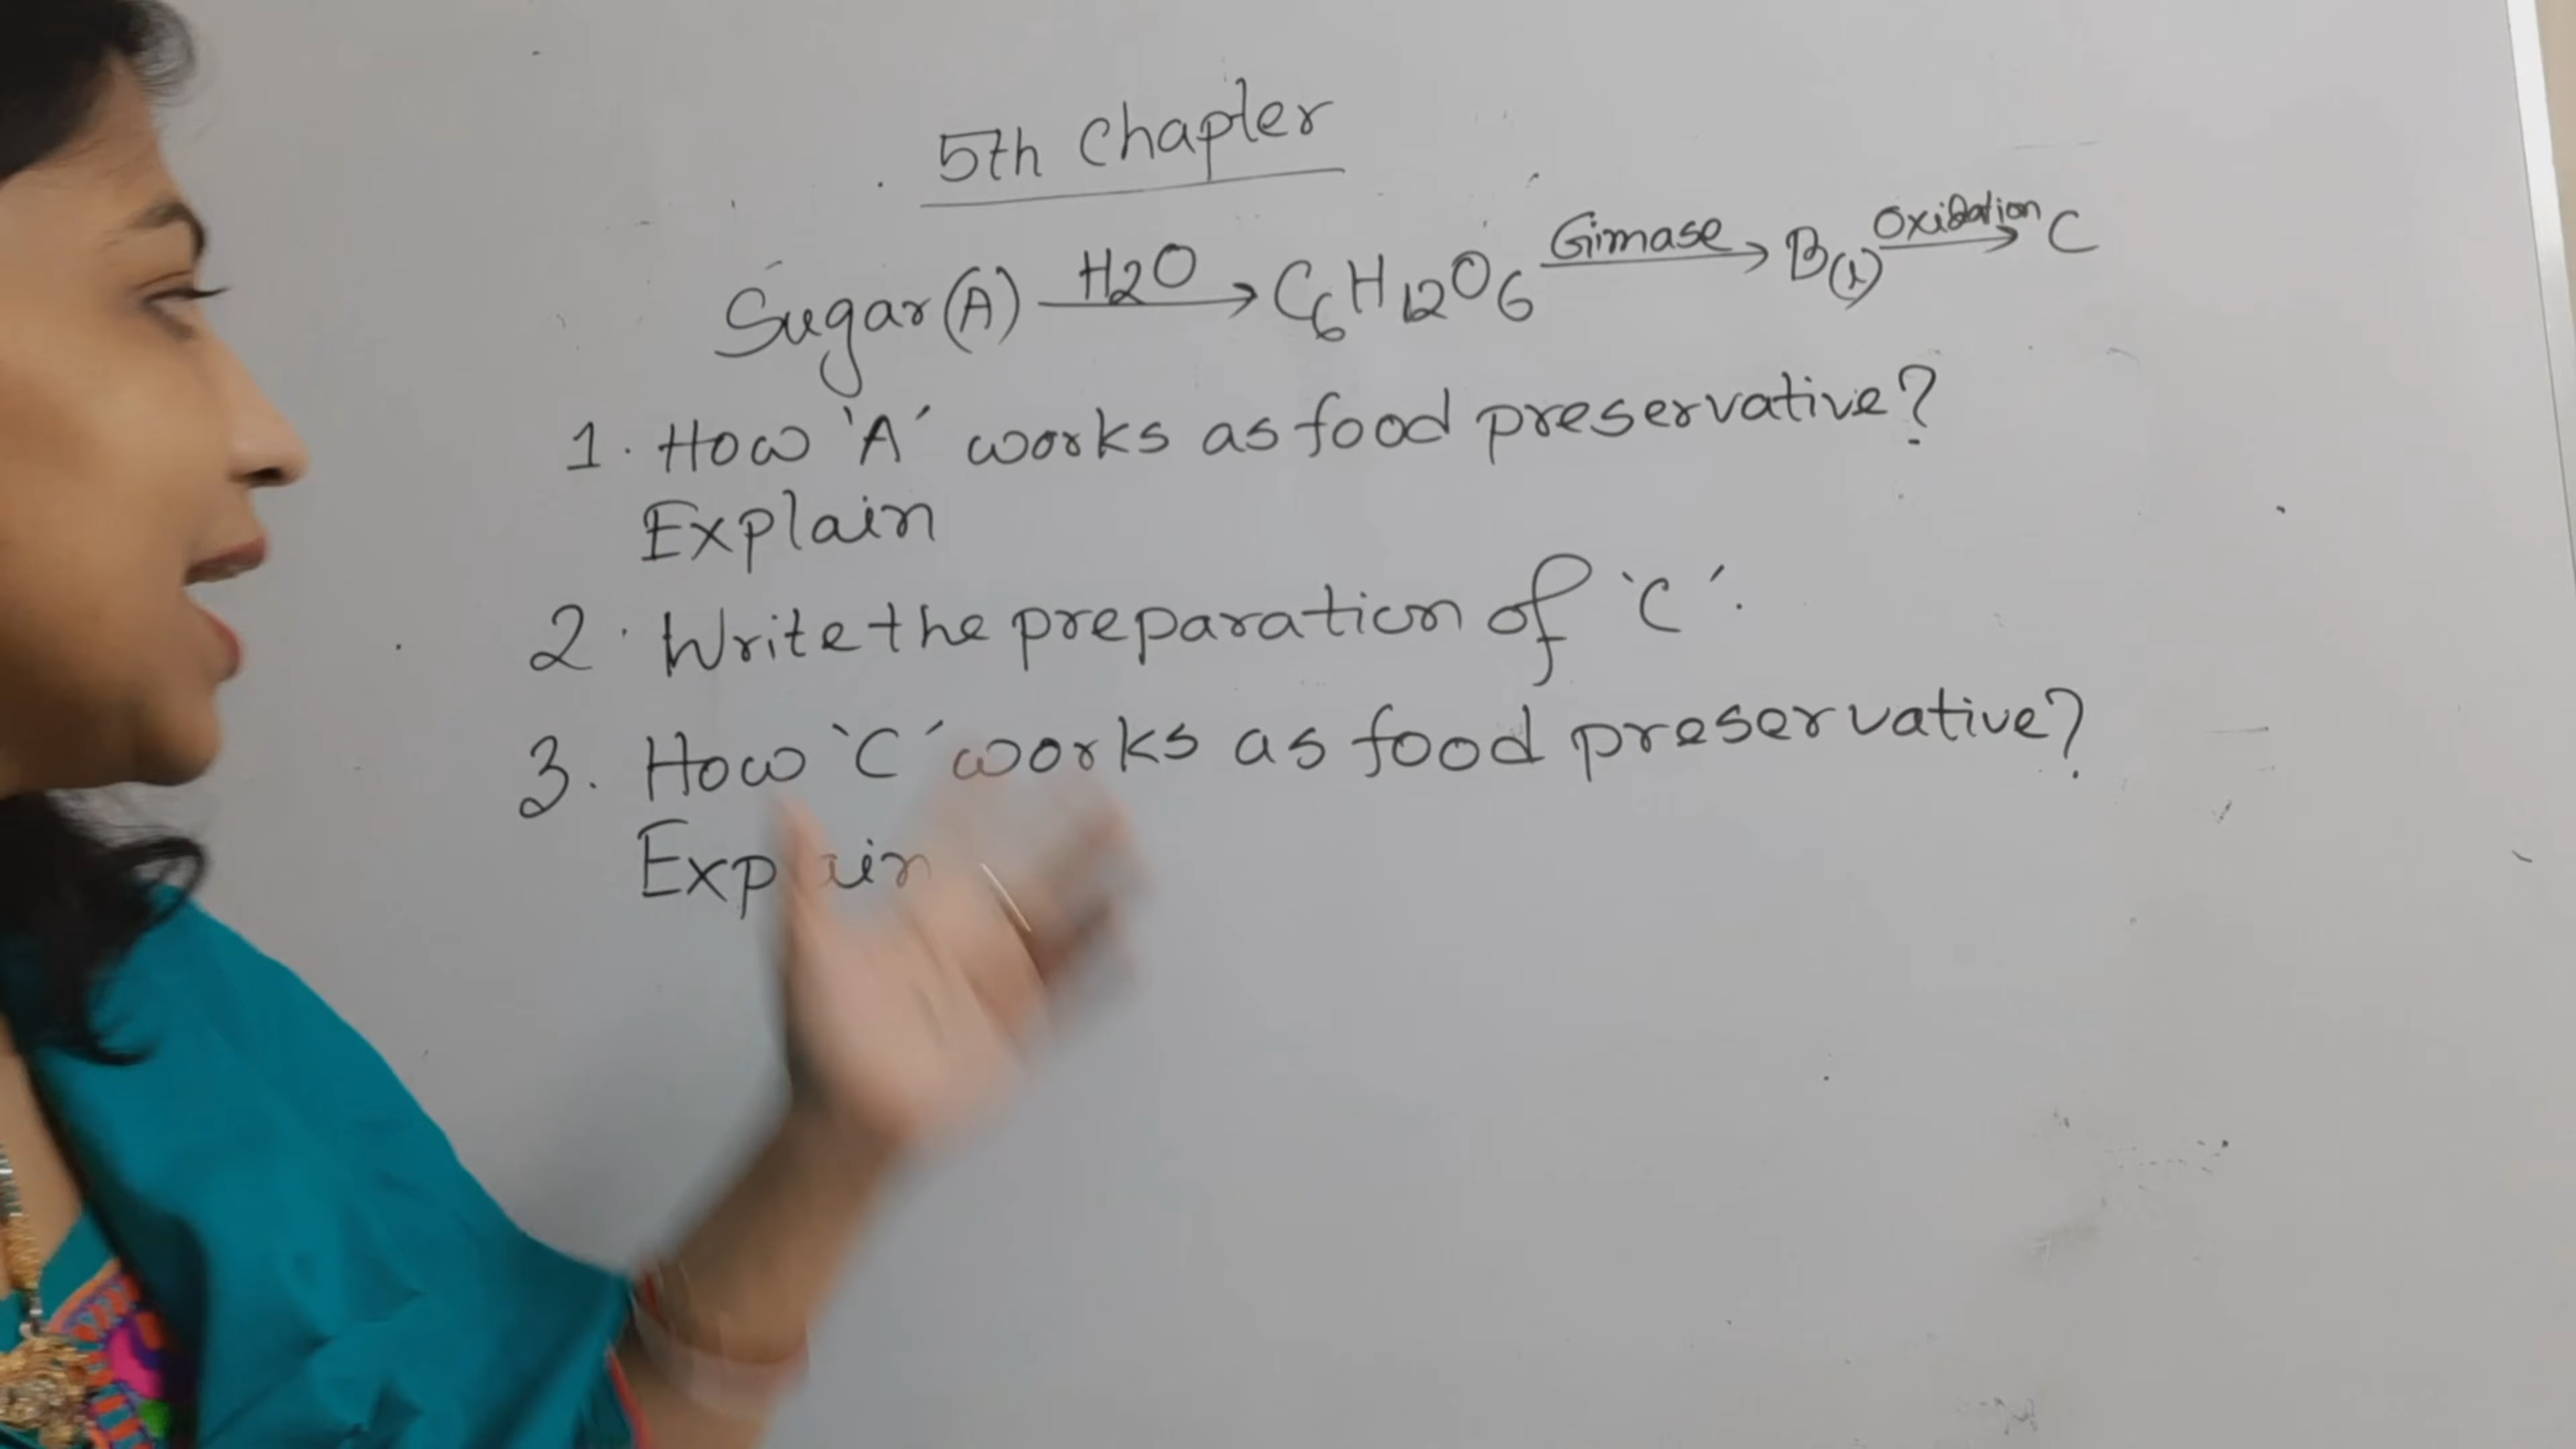 5th Chapter
Sugar(A) H2O → C6H12O6 Gimase → B(l) Oxidation → C
1. How 'A' works as food preservative?
Explain
2. Write the preparation of 'C'.
3. How 'C' works as food preservative?